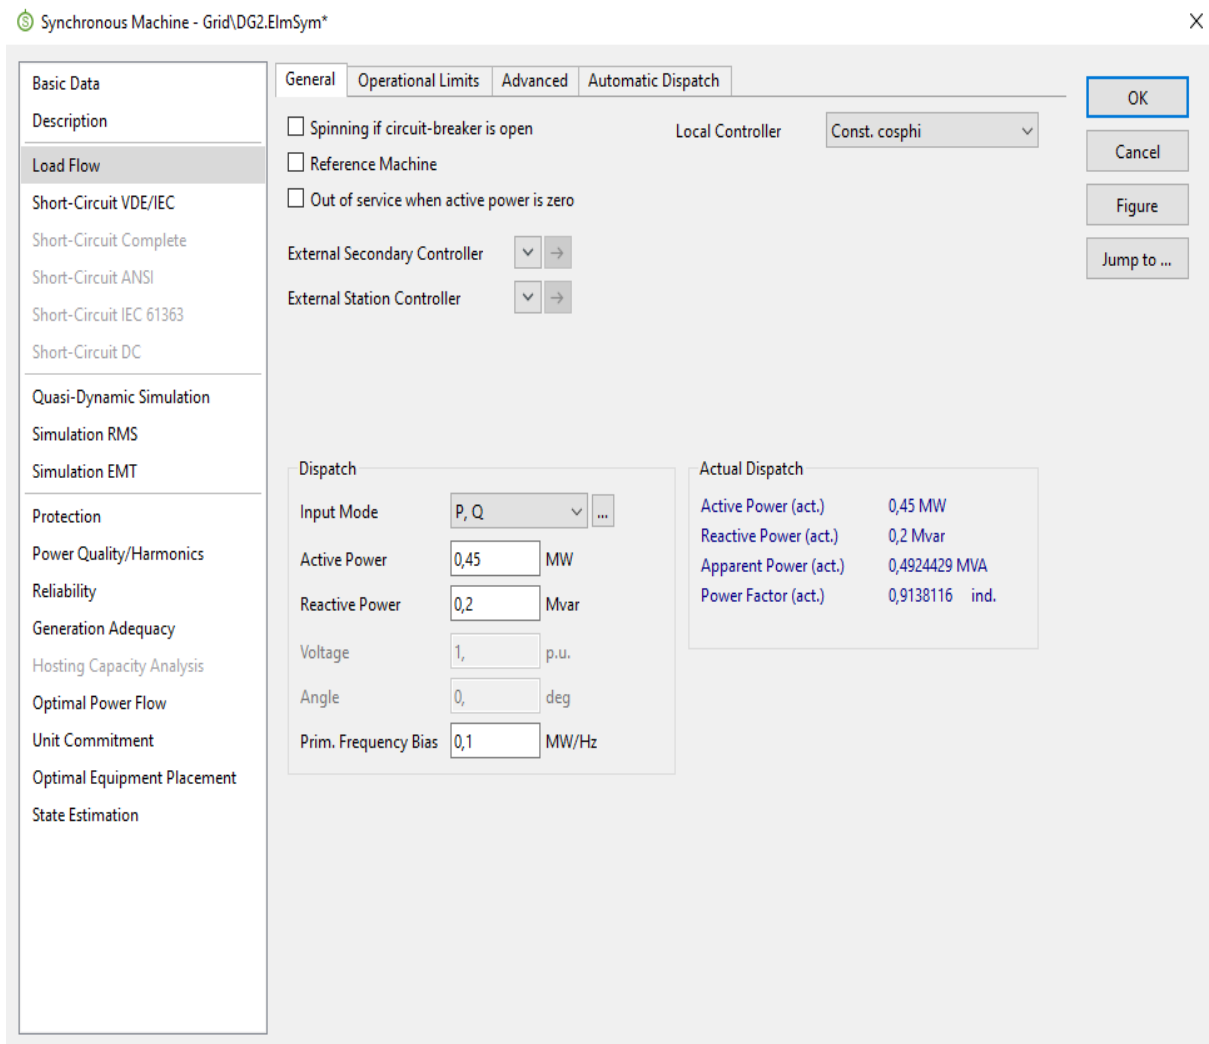 Synchronous Machine - Grid\DG2.ElmSym*
Basic Data
Description
Load Flow
Short-Circuit VDE/IEC
Short-Circuit Complete
Short-Circuit ANSI
Short-Circuit IEC 61363
Short-Circuit DC
Quasi-Dynamic Simulation
Simulation RMS
Simulation EMT
Protection
Power Quality/Harmonics
Reliability
Generation Adequacy
Hosting Capacity Analysis
Optimal Power Flow
Unit Commitment
Optimal Equipment Placement
State Estimation
General Operational Limits Advanced Automatic Dispatch
Spinning if circuit-breaker is open
Reference Machine
Out of service when active power is zero
Local Controller Const. cosphi
External Secondary Controller
External Station Controller
Dispatch
Input Mode P, Q ...
Active Power 0,45 MW
Reactive Power 0,2 Mvar
Voltage 1, p.u.
Angle 0, deg
Prim. Frequency Bias 0,1 MW/Hz
Actual Dispatch
Active Power (act.) 0,45 MW
Reactive Power (act.) 0,2 Mvar
Apparent Power (act.) 0,4924429 MVA
Power Factor (act.) 0,9138116 ind.
OK
Cancel
Figure
Jump to ...